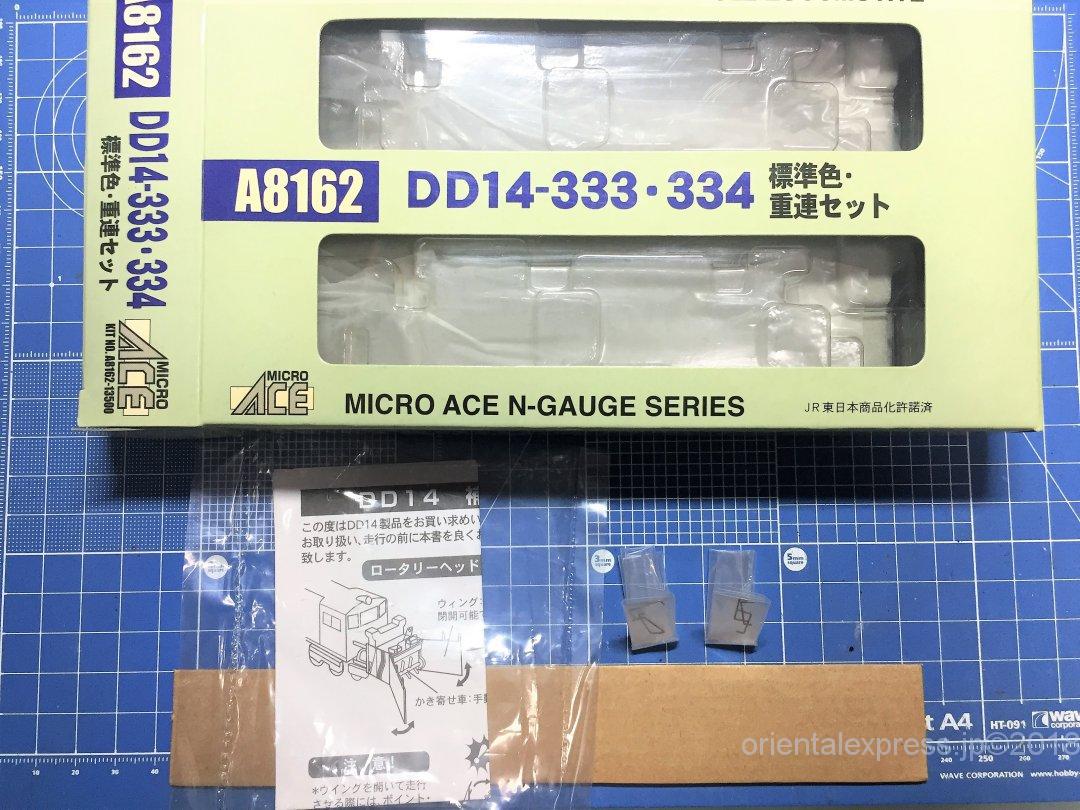 A8162
DD14-333・334
標準色・重連セット
MICRO
ACE
KIT NO. A8162-13500
A8162
DD14-333・334
標準色・
重連セット
MICRO
ACE
MICRO ACE N-GAUGE SERIES
JR東日本商品化許諾済
DD14
この度はDD14製品をお買い求めい
お取り扱い、走行の前に本書を良く
致します。
ロータリーヘッド
ウィング:
開閉可能
かき寄せ車:手
注 意!
*ウイングを開いて走行
させる際には、ポイント・
3mm
square
5mm
square
A4
HT-091
wave
WAVE CORPORATION
www.hobby-
orientalexpress.jp©2018